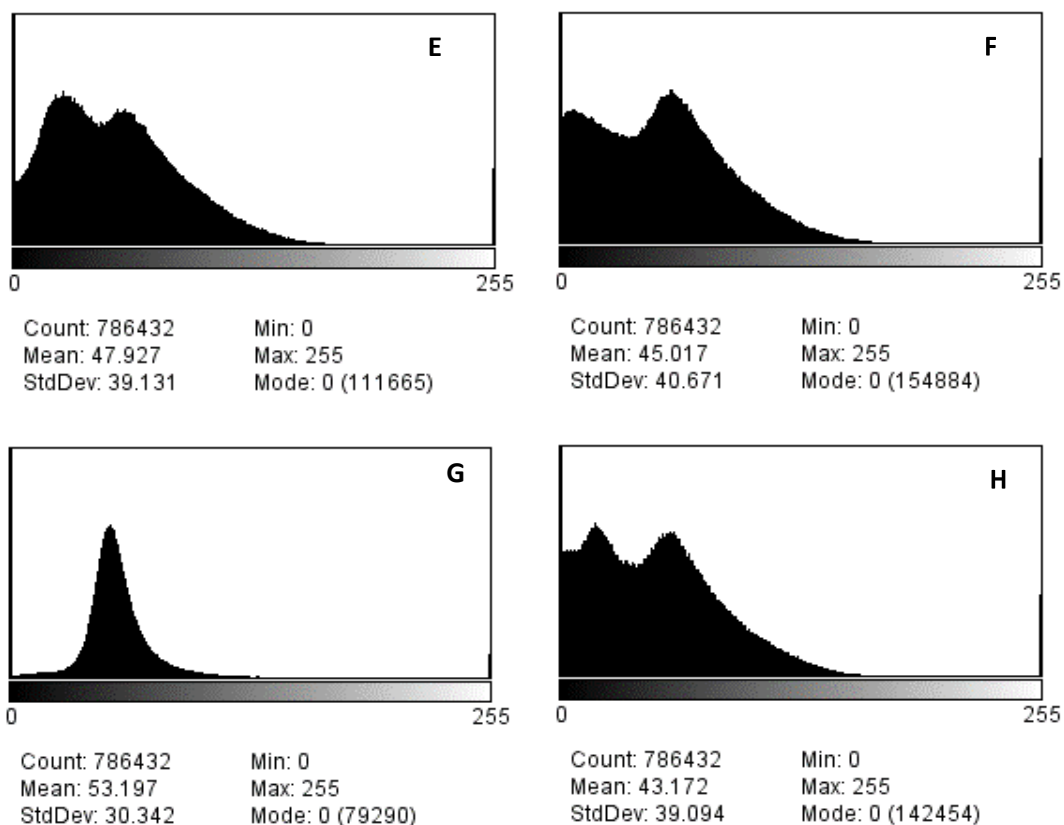 E
0 255
Count: 786432 Min: 0
Mean: 47.927 Max: 255
StdDev: 39.131 Mode: 0 (111665)
F
0 255
Count: 786432 Min: 0
Mean: 45.017 Max: 255
StdDev: 40.671 Mode: 0 (154884)
G
0 255
Count: 786432 Min: 0
Mean: 53.197 Max: 255
StdDev: 30.342 Mode: 0 (79290)
H
0 255
Count: 786432 Min: 0
Mean: 43.172 Max: 255
StdDev: 39.094 Mode: 0 (142454)